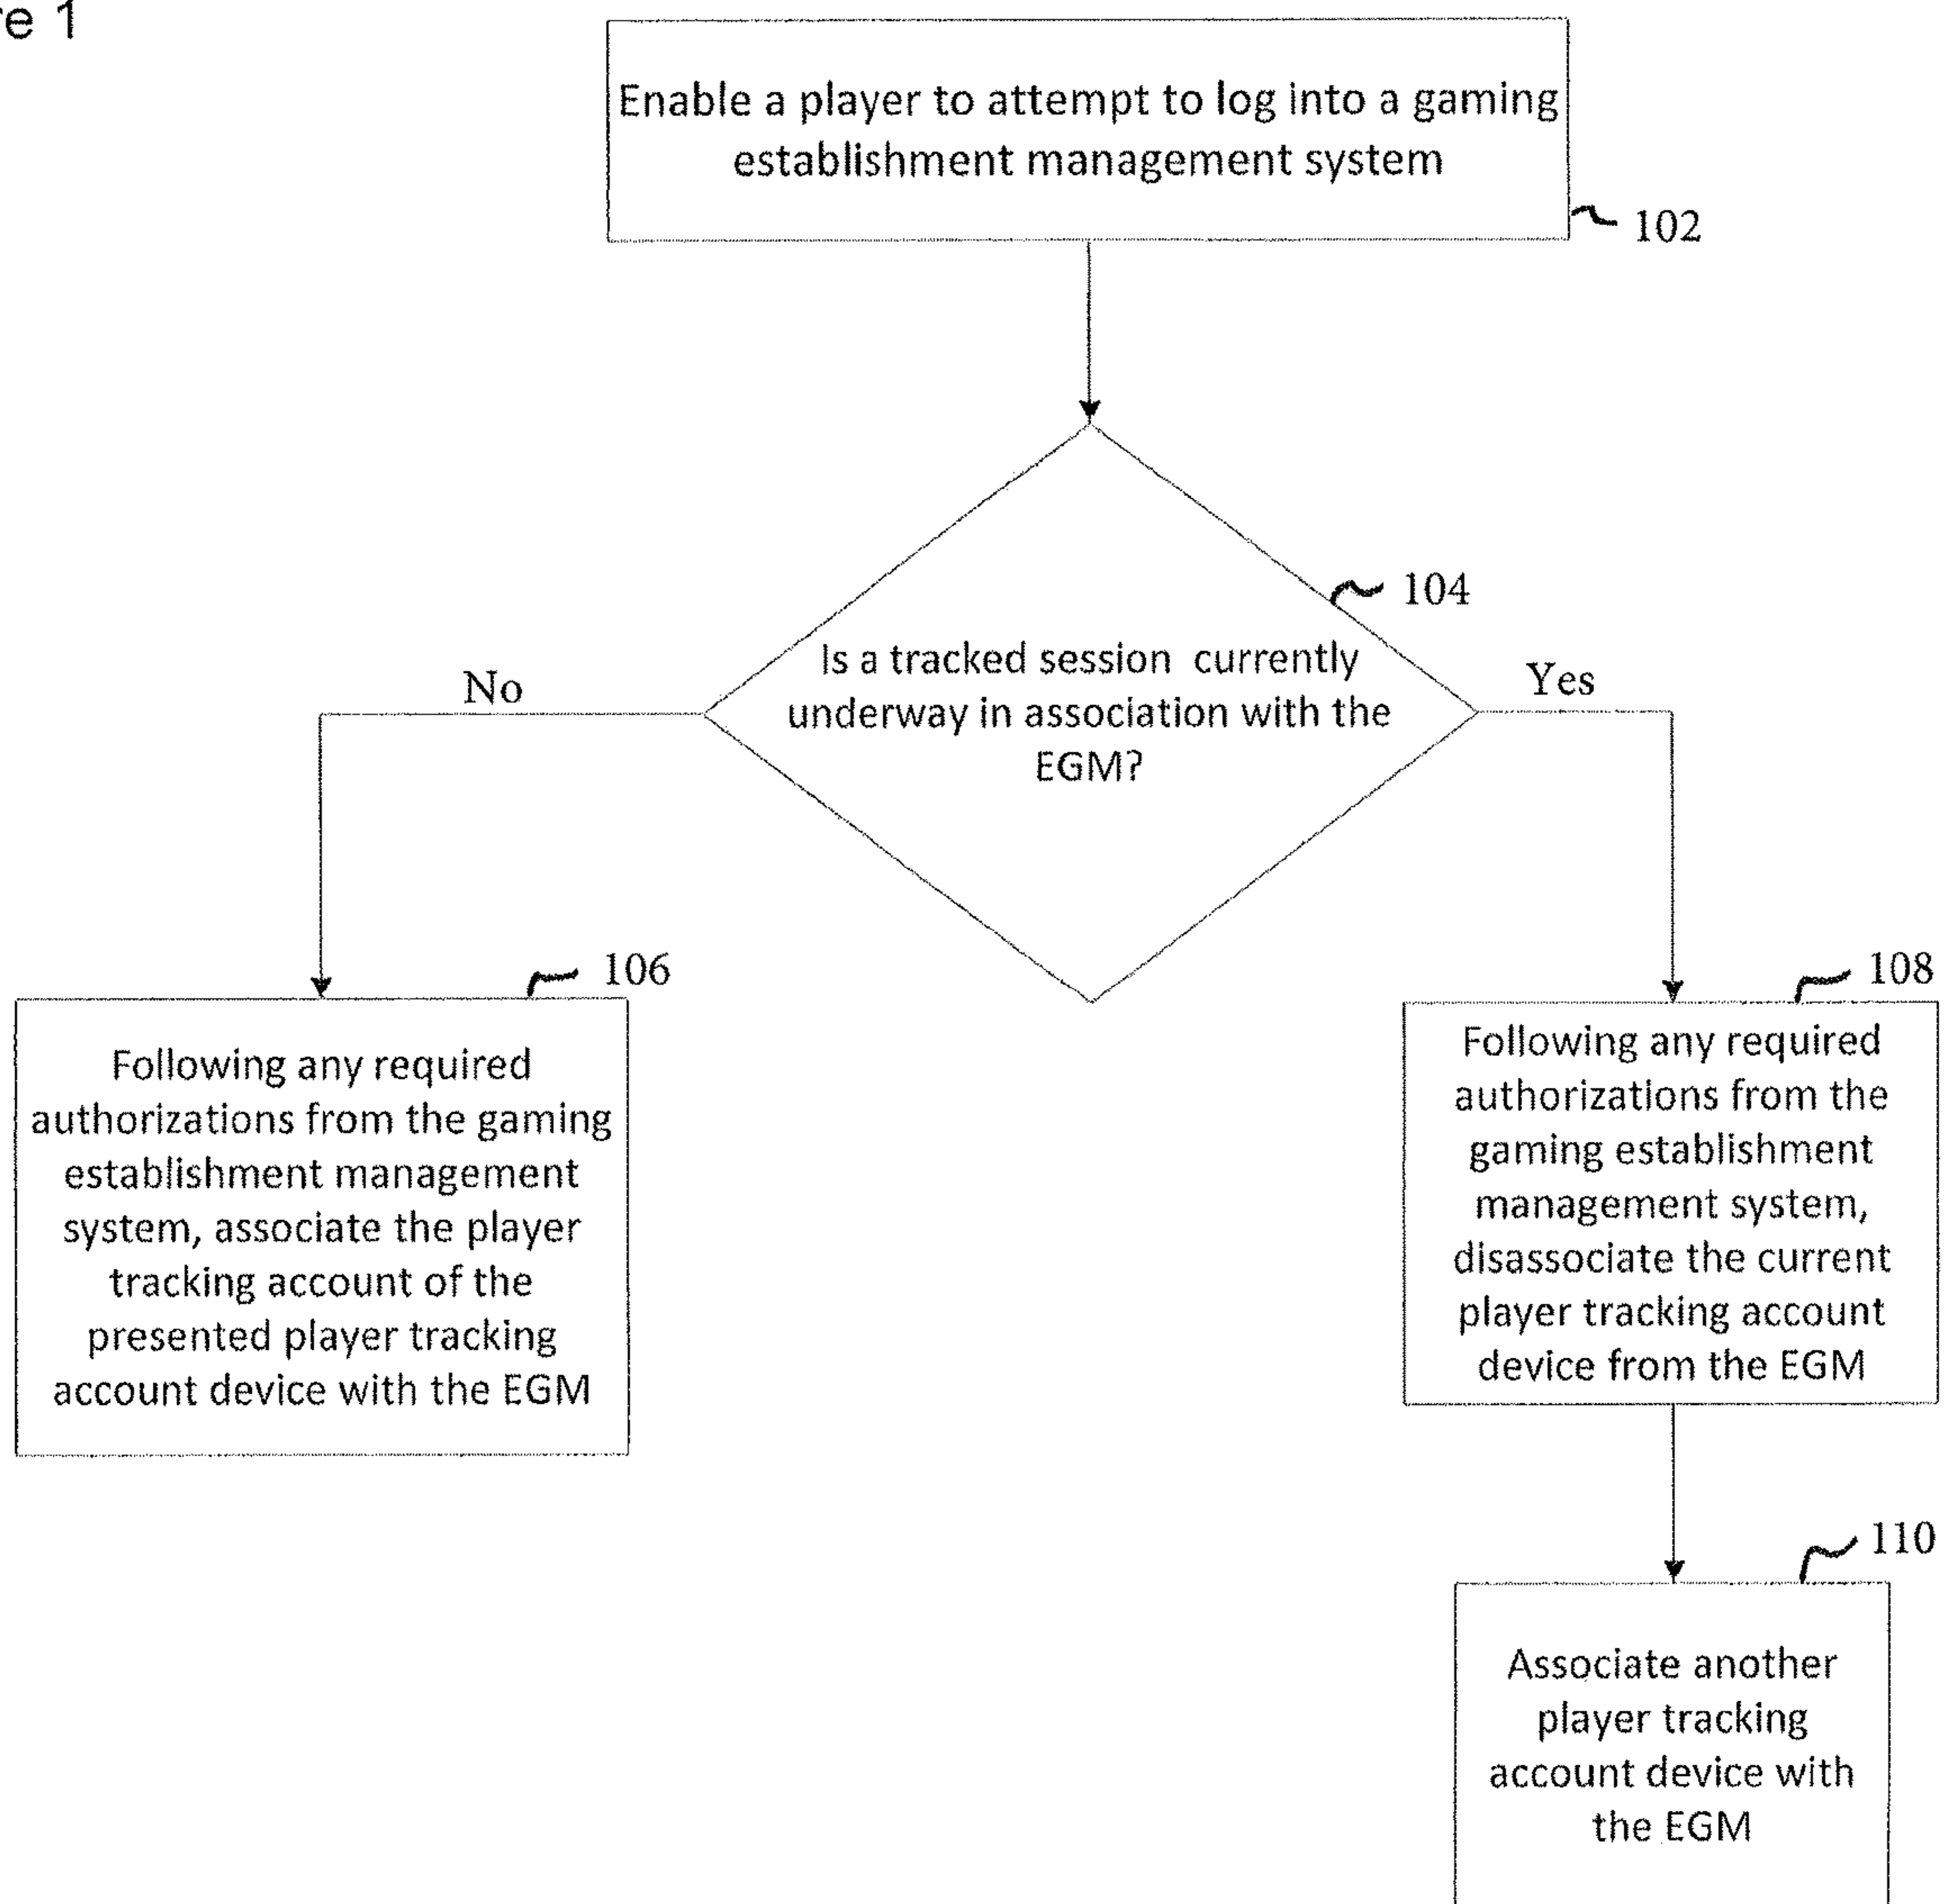 re 1
Enable a player to attempt to log into a gaming
establishment management system
102
104
Is a tracked session currently
underway in association with the
EGM?
No
Yes
106
108
Following any required
authorizations from the gaming
establishment management
system, associate the player
tracking account of the
presented player tracking
account device with the EGM
Following any required
authorizations from the
gaming establishment
management system,
disassociate the current
player tracking account
device from the EGM
110
Associate another
player tracking
account device with
the EGM